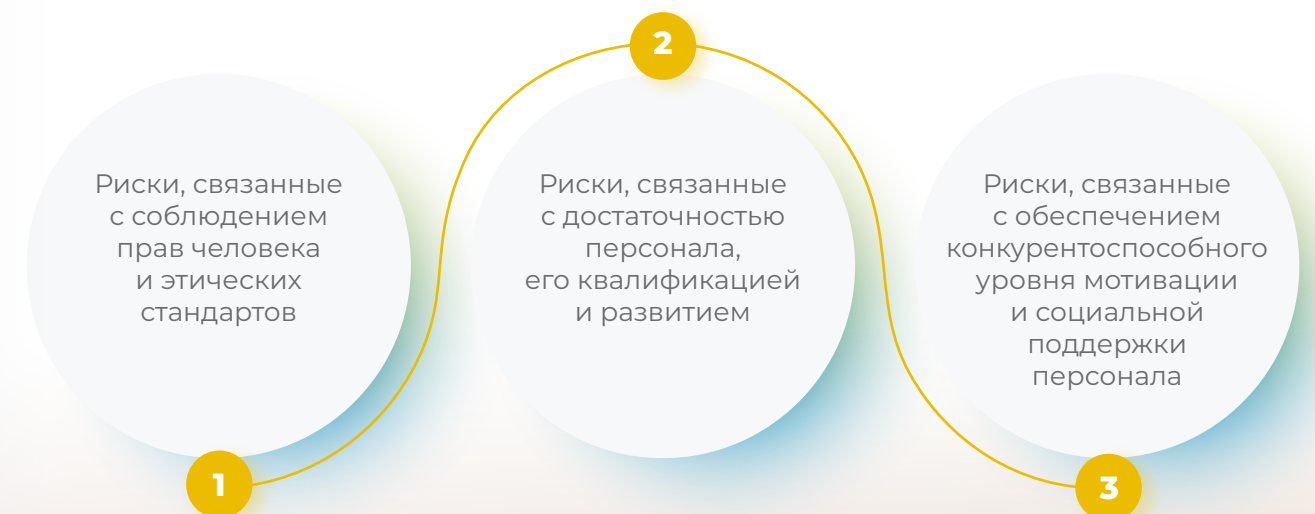 1
Риски, связанные
с соблюдением
прав человека
и этических
стандартов
2
Риски, связанные
с достаточностью
персонала,
его квалификацией
и развитием
3
Риски, связанные
с обеспечением
конкурентоспособного
уровня мотивации
и социальной
поддержки
персонала